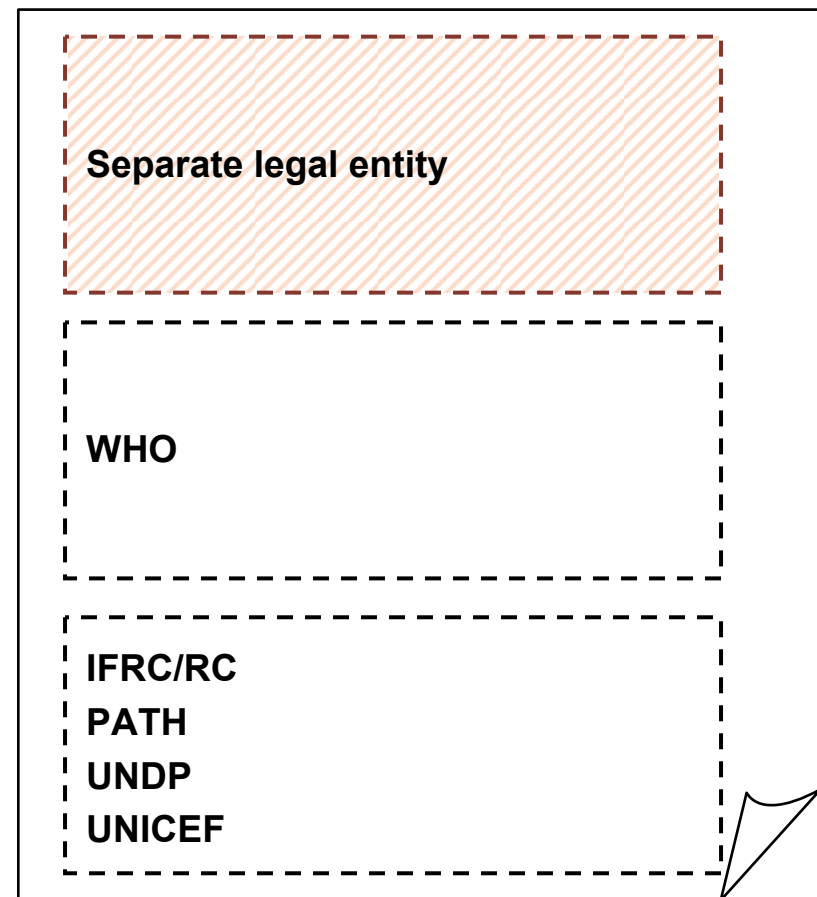 Separate legal entity
WHO
IFRC/RC
PATH
UNDP
UNICEF